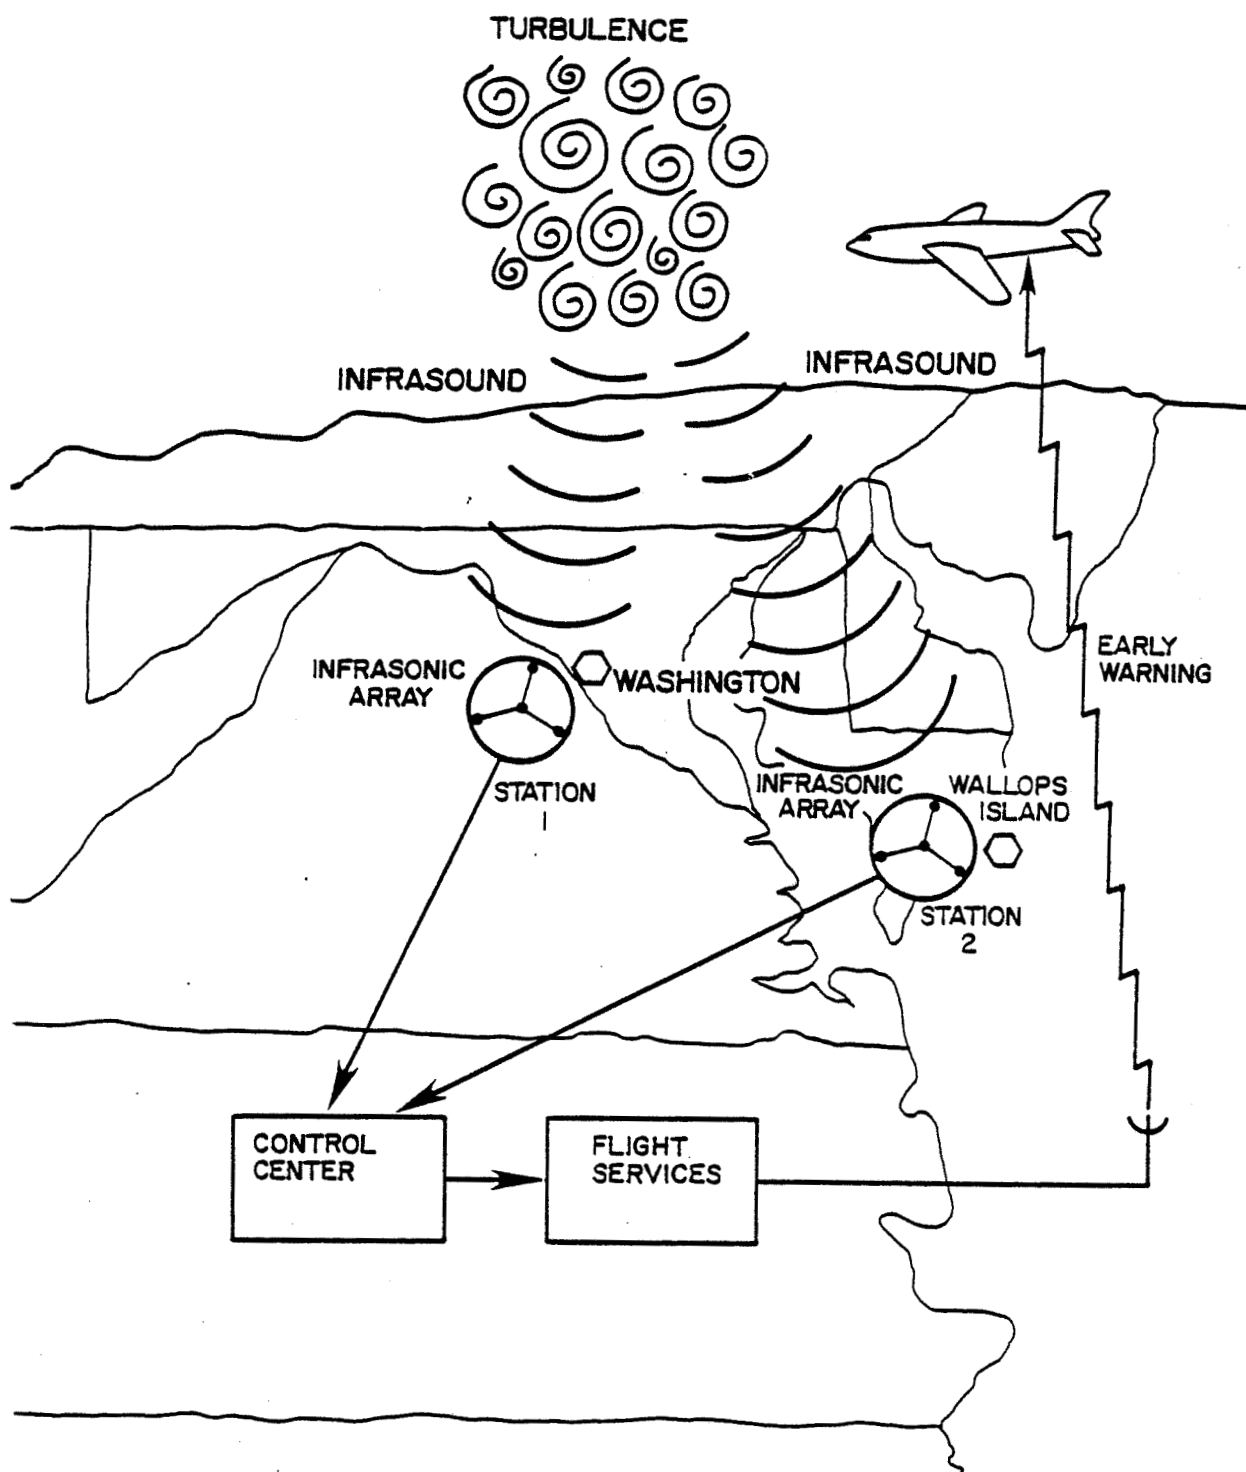 TURBULENCE
INFRASOUND
INFRASOUND
EARLY
WARNING
INFRASONIC
ARRAY
WASHINGTON
STATION
1
INFRASONIC
ARRAY
WALLOPS
ISLAND
STATION
2
CONTROL
CENTER
FLIGHT
SERVICES